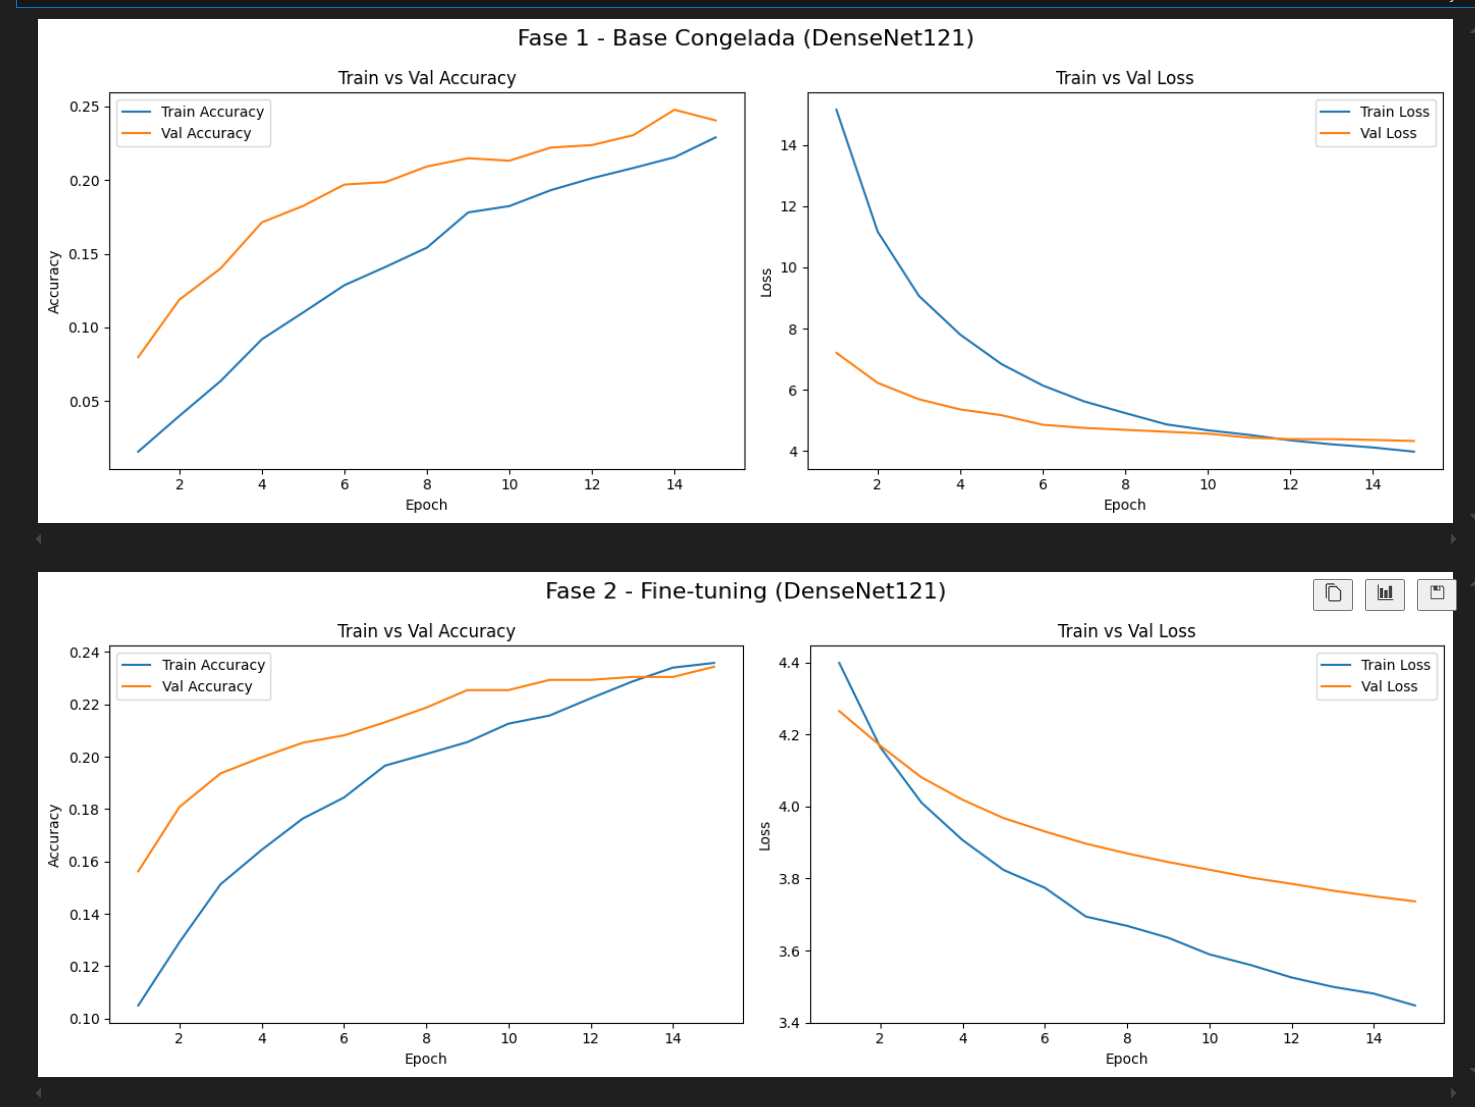 Fase 1 - Base Congelada (DenseNet121)
Train vs Val Accuracy
Train Accuracy
Val Accuracy
0.25
0.20
0.15
0.10
0.05
Accuracy
2 4 6 8 10 12 14
Epoch
Train vs Val Loss
Train Loss
Val Loss
14
12
10
8
6
4
Loss
2 4 6 8 10 12 14
Epoch
Fase 2 - Fine-tuning (DenseNet121)
Train vs Val Accuracy
Train Accuracy
Val Accuracy
0.24
0.22
0.20
0.18
0.16
0.14
0.12
0.10
Accuracy
2 4 6 8 10 12 14
Epoch
Train vs Val Loss
Train Loss
Val Loss
4.4
4.2
4.0
3.8
3.6
3.4
Loss
2 4 6 8 10 12 14
Epoch